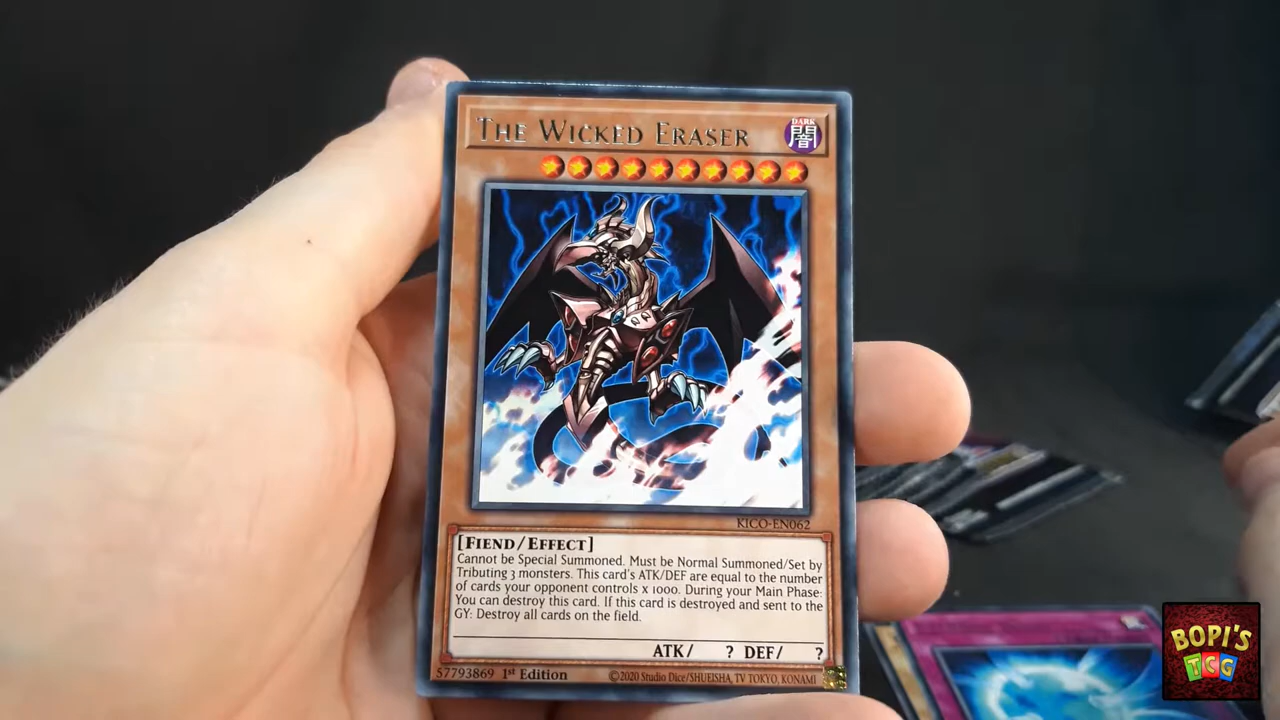 THE WICKED ERASER
DARK
闇
KICO-EN062
[FIEND/EFFECT]
Cannot be Special Summoned. Must be Normal Summoned/Set by
Tributing 3 monsters. This card's ATK/DEF are equal to the number
of cards your opponent controls x 1000. During your Main Phase:
You can destroy this card. If this card is destroyed and sent to the
GY: Destroy all cards on the field.
ATK/ ? DEF/ ?
57793869 1st Edition ©2020 Studio Dice/SHUEISHA, TV TOKYO, KONAMI
BOPI'S
TCG